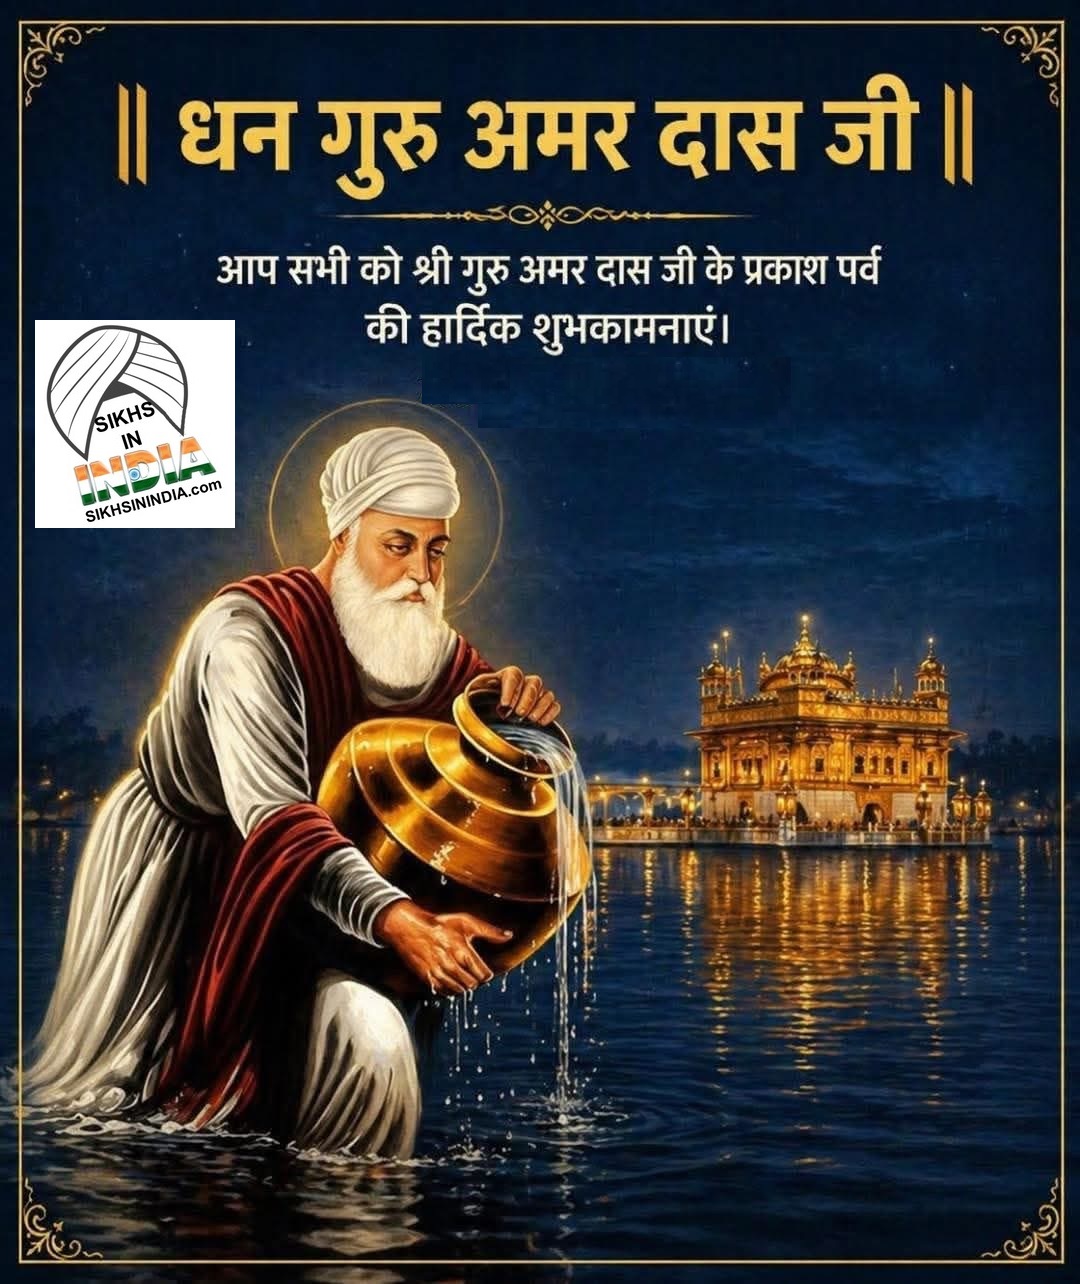 ॥ धन गुरु अमर दास जी ॥
आप सभी को श्री गुरु अमर दास जी के प्रकाश पर्व
की हार्दिक शुभकामनाएं।
SIKHS
IN
INDIA
SIKHSININDIA.com